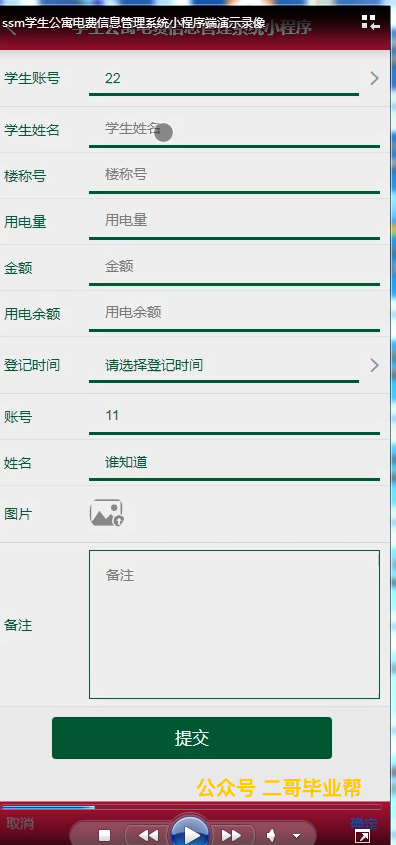 ssm学生公寓电费信息管理系统小程序端演示录像
学生公寓电费信息管理系统小程序
学生账号 22
学生姓名 学生姓名
楼称号 楼称号
用电量 用电量
金额 金额
用电余额 用电余额
登记时间 请选择登记时间
账号 11
姓名 谁知道
图片
备注
备注
提交
公众号 二哥毕业帮
取消 确定